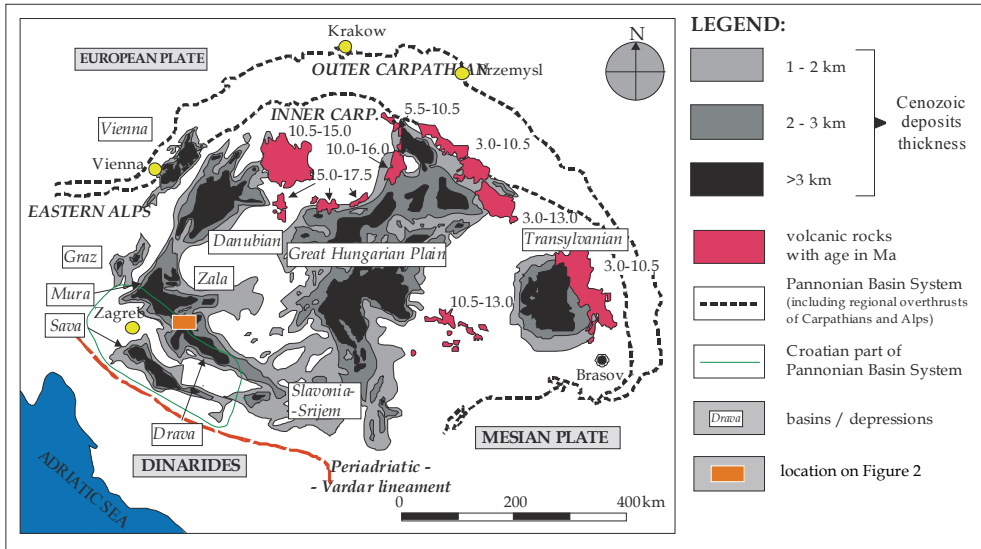 Krakow
EUROPEAN PLATE
OUTER CARPATHIAN
Przemysl
N
INNER CARP.
5.5-10.5
Vienna
10.5-15.0
10.0-16.0
3.0-10.5
Vienna
15.0-17.5
EASTERN ALPS
3.0-13.0
Danubian
Great Hungarian Plain
Transylvanian
Graz
Zala
3.0-10.5
Mura
Zagreb
10.5-13.0
Sava
Brasov
Slavonia-
-Srijem
Drava
MESIAN PLATE
DINARIDES
ADRIATIC SEA
Periadriatic -
- Vardar lineament
0 200 400 km
LEGEND:
1 - 2 km
2 - 3 km
>3 km
Cenozoic
deposits
thickness
volcanic rocks
with age in Ma
Pannonian Basin System
(including regional overthrusts
of Carpathians and Alps)
Croatian part of
Pannonian Basin System
Drava
basins / depressions
location on Figure 2